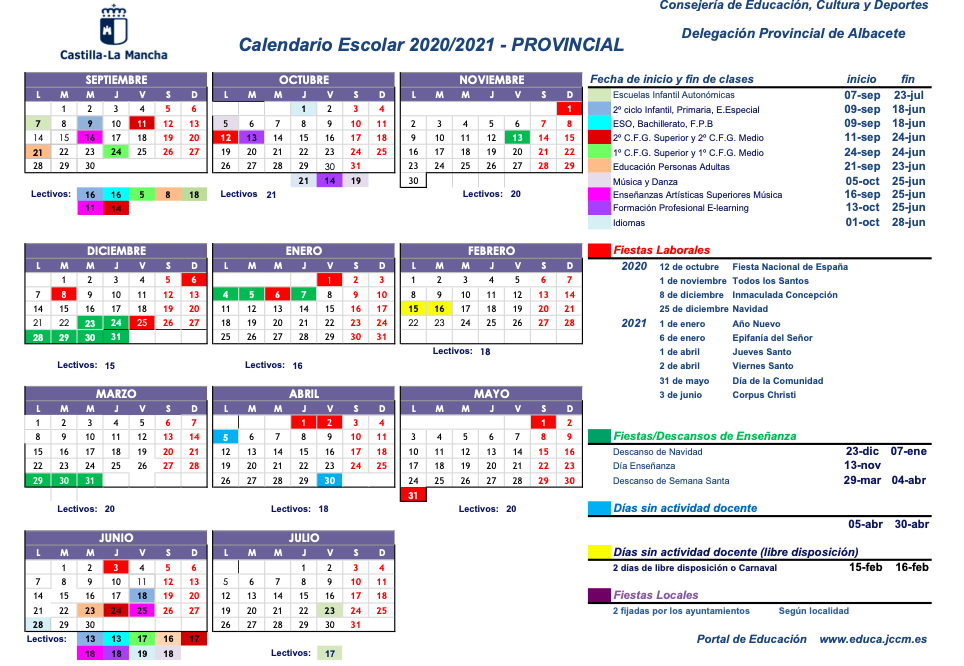 Castilla-La Mancha
Consejería de Educación, Cultura y Deportes
Delegación Provincial de Albacete
Calendario Escolar 2020/2021 - PROVINCIAL
SEPTIEMBRE
L M M J V S D
1 2 3 4 5 6
7 8 9 10 11 12 13
14 15 16 17 18 19 20
21 22 23 24 25 26 27
28 29 30
Lectivos: 16 16 5 8 18
11 14
OCTUBRE
L M M J V S D
1 2 3 4
5 6 7 8 9 10 11
12 13 14 15 16 17 18
19 20 21 22 23 24 25
26 27 28 29 30 31
21 14 19
Lectivos 21
NOVIEMBRE
L M M J V S D
1
2 3 4 5 6 7 8
9 10 11 12 13 14 15
16 17 18 19 20 21 22
23 24 25 26 27 28 29
30
Lectivos: 20
Fecha de inicio y fin de clases inicio fin
Escuelas Infantil Autonómicas 07-sep 23-jul
2º ciclo Infantil, Primaria, E.Especial 09-sep 18-jun
ESO, Bachillerato, F.P.B 09-sep 18-jun
2º C.F.G. Superior y 2º C.F.G. Medio 11-sep 24-jun
1º C.F.G. Superior y 1º C.F.G. Medio 24-sep 24-jun
Educación Personas Adultas 21-sep 23-jun
Música y Danza 05-oct 25-jun
Enseñanzas Artísticas Superiores Música 16-sep 25-jun
Formación Profesional E-learning 13-oct 25-jun
Idiomas 01-oct 28-jun
DICIEMBRE
L M M J V S D
1 2 3 4 5 6
7 8 9 10 11 12 13
14 15 16 17 18 19 20
21 22 23 24 25 26 27
28 29 30 31
Lectivos: 15
ENERO
L M M J V S D
1 2 3
4 5 6 7 8 9 10
11 12 13 14 15 16 17
18 19 20 21 22 23 24
25 26 27 28 29 30 31
Lectivos: 16
FEBRERO
L M M J V S D
1 2 3 4 5 6 7
8 9 10 11 12 13 14
15 16 17 18 19 20 21
22 23 24 25 26 27 28
Lectivos: 18
Fiestas Laborales
2020 12 de octubre Fiesta Nacional de España
1 de noviembre Todos los Santos
8 de diciembre Inmaculada Concepción
25 de diciembre Navidad
2021 1 de enero Año Nuevo
6 de enero Epifanía del Señor
1 de abril Jueves Santo
2 de abril Viernes Santo
31 de mayo Día de la Comunidad
3 de junio Corpus Christi
MARZO
L M M J V S D
1 2 3 4 5 6 7
8 9 10 11 12 13 14
15 16 17 18 19 20 21
22 23 24 25 26 27 28
29 30 31
Lectivos: 20
ABRIL
L M M J V S D
1 2 3 4
5 6 7 8 9 10 11
12 13 14 15 16 17 18
19 20 21 22 23 24 25
26 27 28 29 30
Lectivos: 18
MAYO
L M M J V S D
1 2
3 4 5 6 7 8 9
10 11 12 13 14 15 16
17 18 19 20 21 22 23
24 25 26 27 28 29 30
31
Lectivos: 20
Fiestas/Descansos de Enseñanza
Descanso de Navidad 23-dic 07-ene
Día Enseñanza 13-nov
Descanso de Semana Santa 29-mar 04-abr
Días sin actividad docente
05-abr 30-abr
JUNIO
L M M J V S D
1 2 3 4 5 6
7 8 9 10 11 12 13
14 15 16 17 18 19 20
21 22 23 24 25 26 27
28 29 30
Lectivos: 13 13 17 16 17
18 18 19 18
JULIO
L M M J V S D
1 2 3 4
5 6 7 8 9 10 11
12 13 14 15 16 17 18
19 20 21 22 23 24 25
26 27 28 29 30 31
Lectivos: 17
Días sin actividad docente (libre disposición)
2 días de libre disposición o Carnaval 15-feb 16-feb
Fiestas Locales
2 fijadas por los ayuntamientos Según localidad
Portal de Educación www.educa.jccm.es